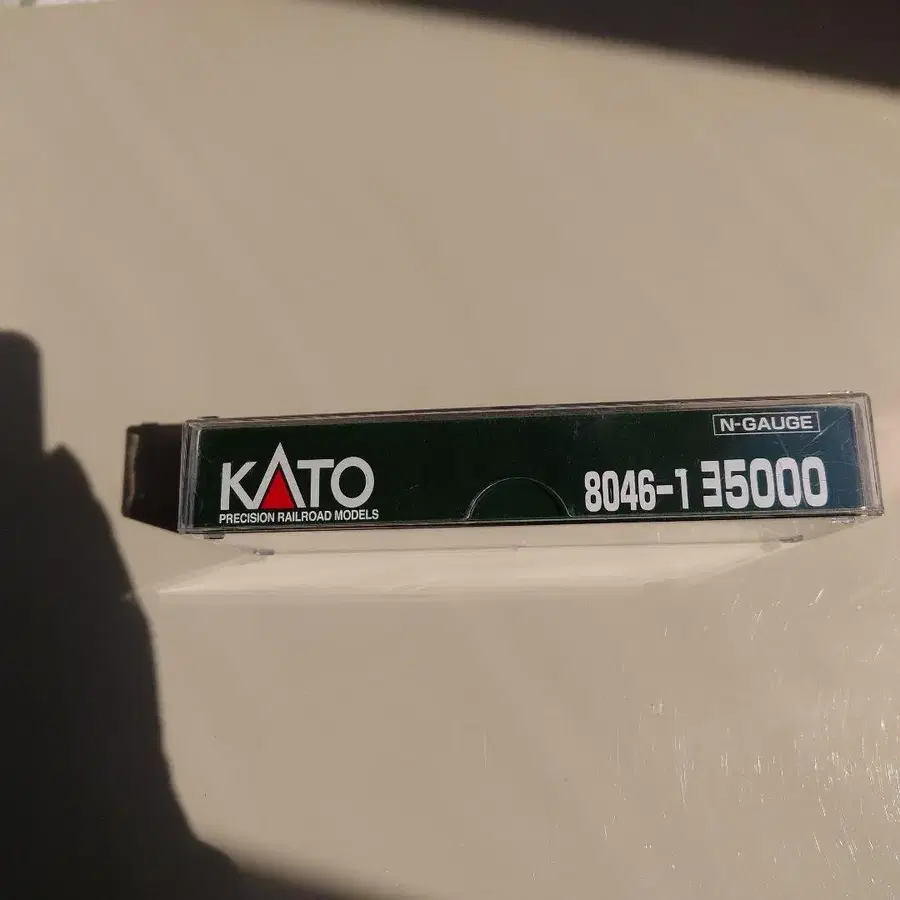 N-GAUGE
KATO
PRECISION RAILROAD MODELS
8046-1 ヨ5000